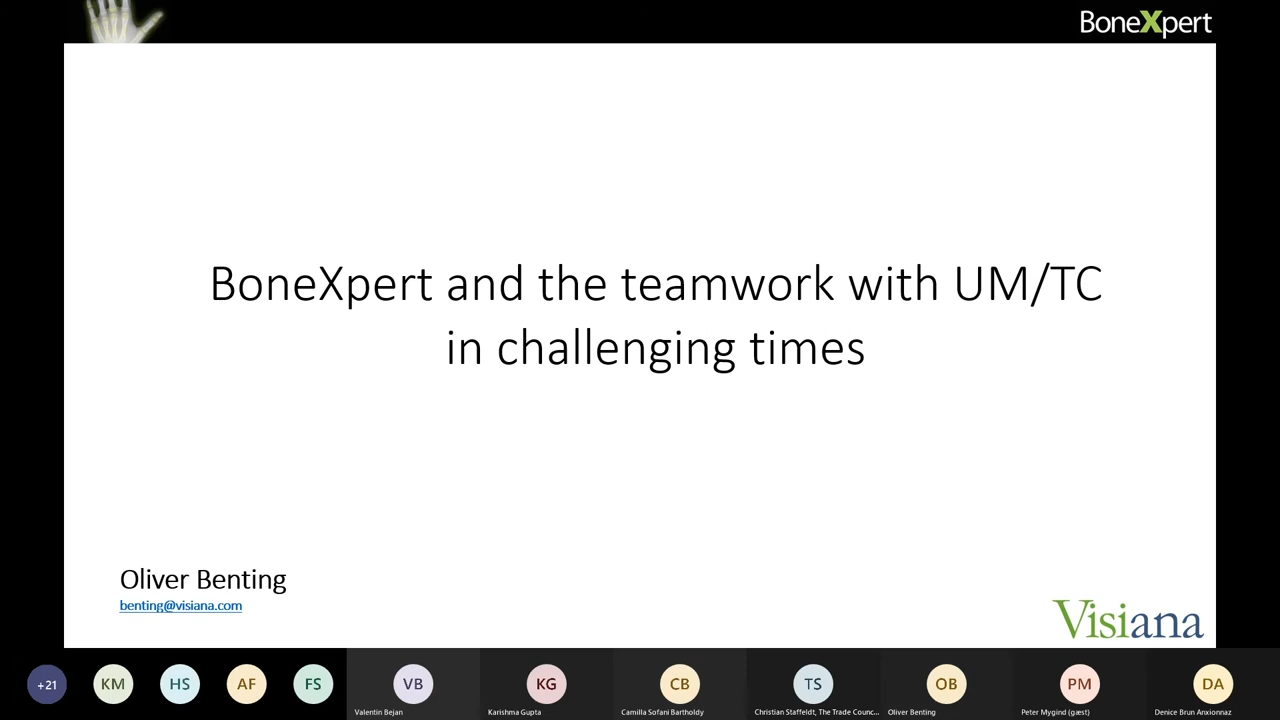 BoneXpert
BoneXpert and the teamwork with UM/TC
in challenging times
Oliver Benting
benting@visiana.com
Visiana
+21
KM
HS
AF
FS
VB
KG
CB
TS
OB
PM
DA
Valentin Bejan
Karishma Gupta
Camilla Sofani Bartholdy
Christian Staffeldt, The Trade Counc...
Oliver Benting
Peter Mygind (gæst)
Denice Brun Anxionnaz